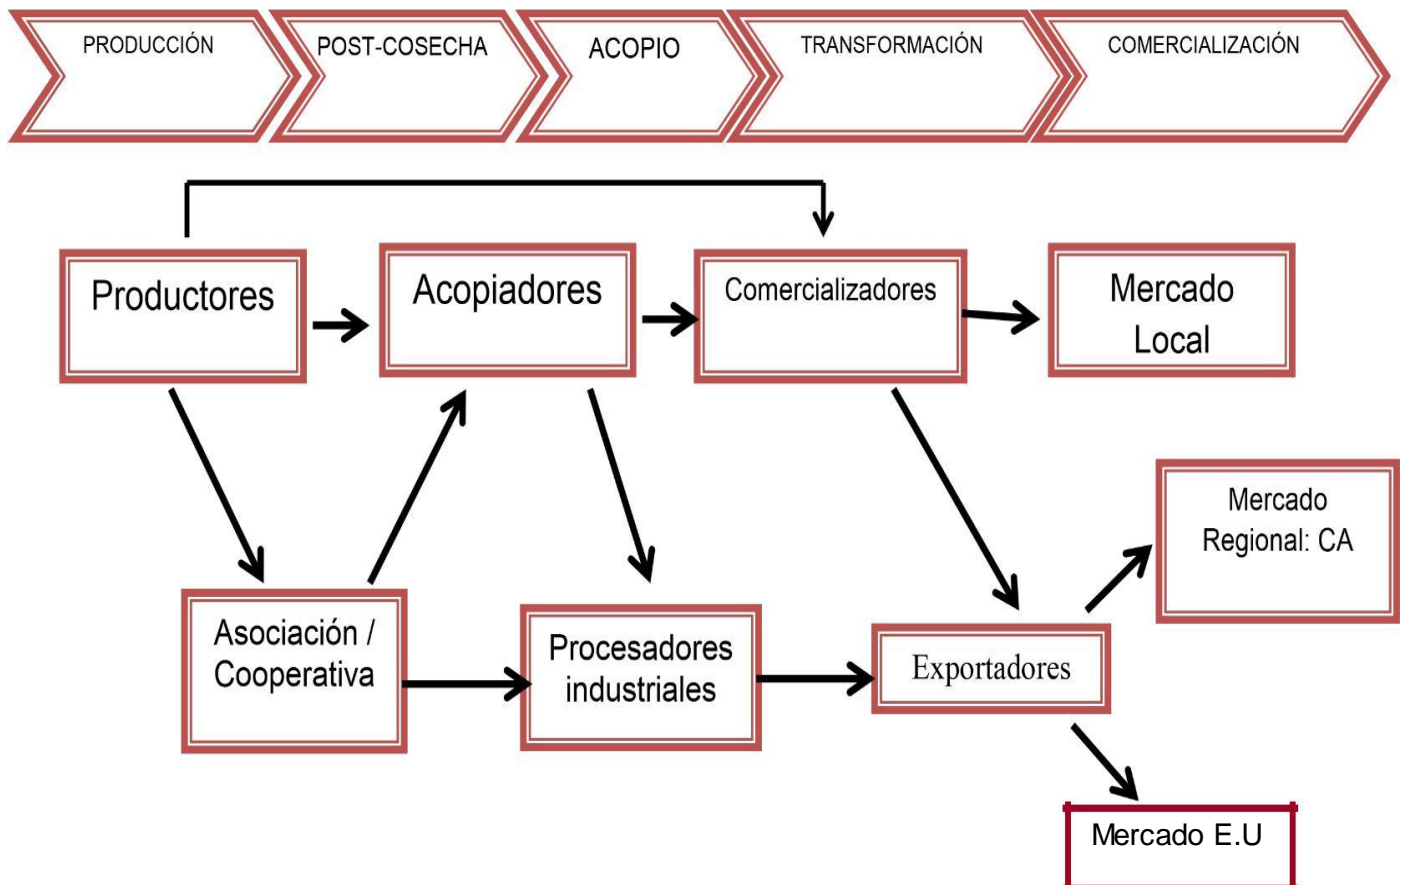 PRODUCCIÓN
POST-COSECHA
ACOPIO
TRANSFORMACIÓN
COMERCIALIZACIÓN
Productores
Acopiadores
Comercializadores
Mercado
Local
Mercado
Regional: CA
Asociación /
Cooperativa
Procesadores
industriales
Exportadores
Mercado E.U